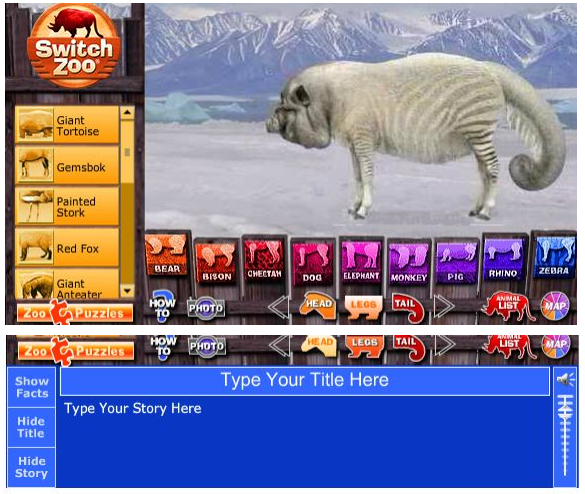 Switch
Zoo
Giant
Tortoise
Gemsbok
Painted
Stork
Red Fox
Giant
Anteater
BEAR
BISON
CHEETAH
DOG
ELEPHANT
MONKEY
PIG
RHINO
ZEBRA
Zoo Puzzles
HOW
TO
PHOTO
HEAD
LEGS
TAIL
ANIMAL
LIST
MAP
Zoo Puzzles
HOW
TO
PHOTO
HEAD
LEGS
TAIL
LIST
MAP
Show
Facts
Hide
Title
Hide
Story
Type Your Title Here
Type Your Story Here